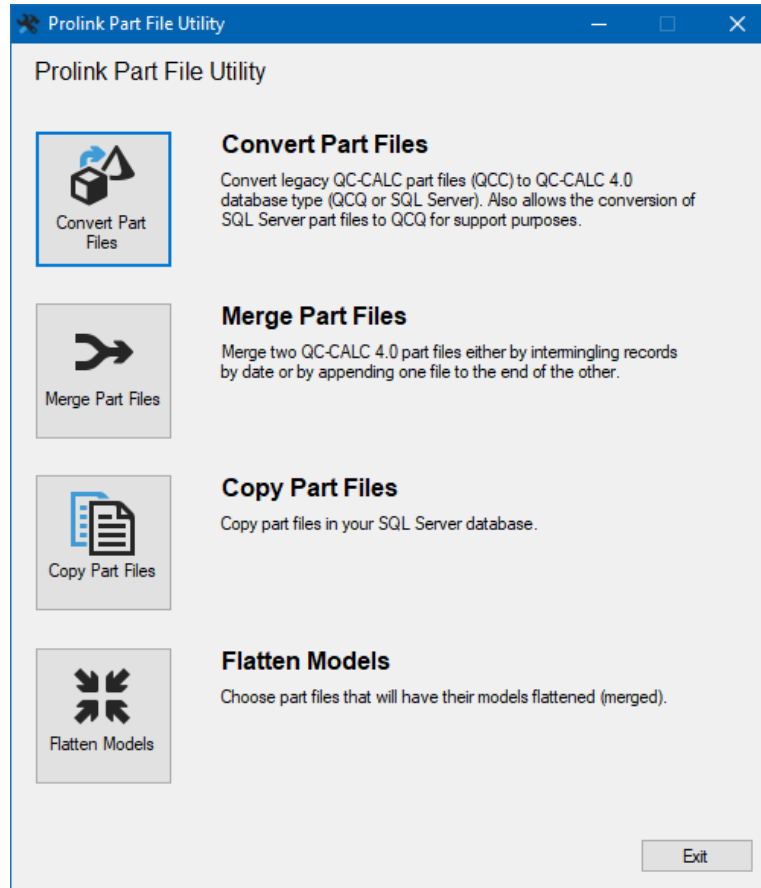 Prolink Part File Utility
Prolink Part File Utility
Convert Part
Files
Convert Part Files
Convert legacy QC-CALC part files (QCC) to QC-CALC 4.0
database type (QCQ or SQL Server). Also allows the conversion of
SQL Server part files to QCQ for support purposes.
Merge Part Files
Merge Part Files
Merge two QC-CALC 4.0 part files either by intermingling records
by date or by appending one file to the end of the other.
Copy Part Files
Copy Part Files
Copy part files in your SQL Server database.
Flatten Models
Flatten Models
Choose part files that will have their models flattened (merged).
Exit